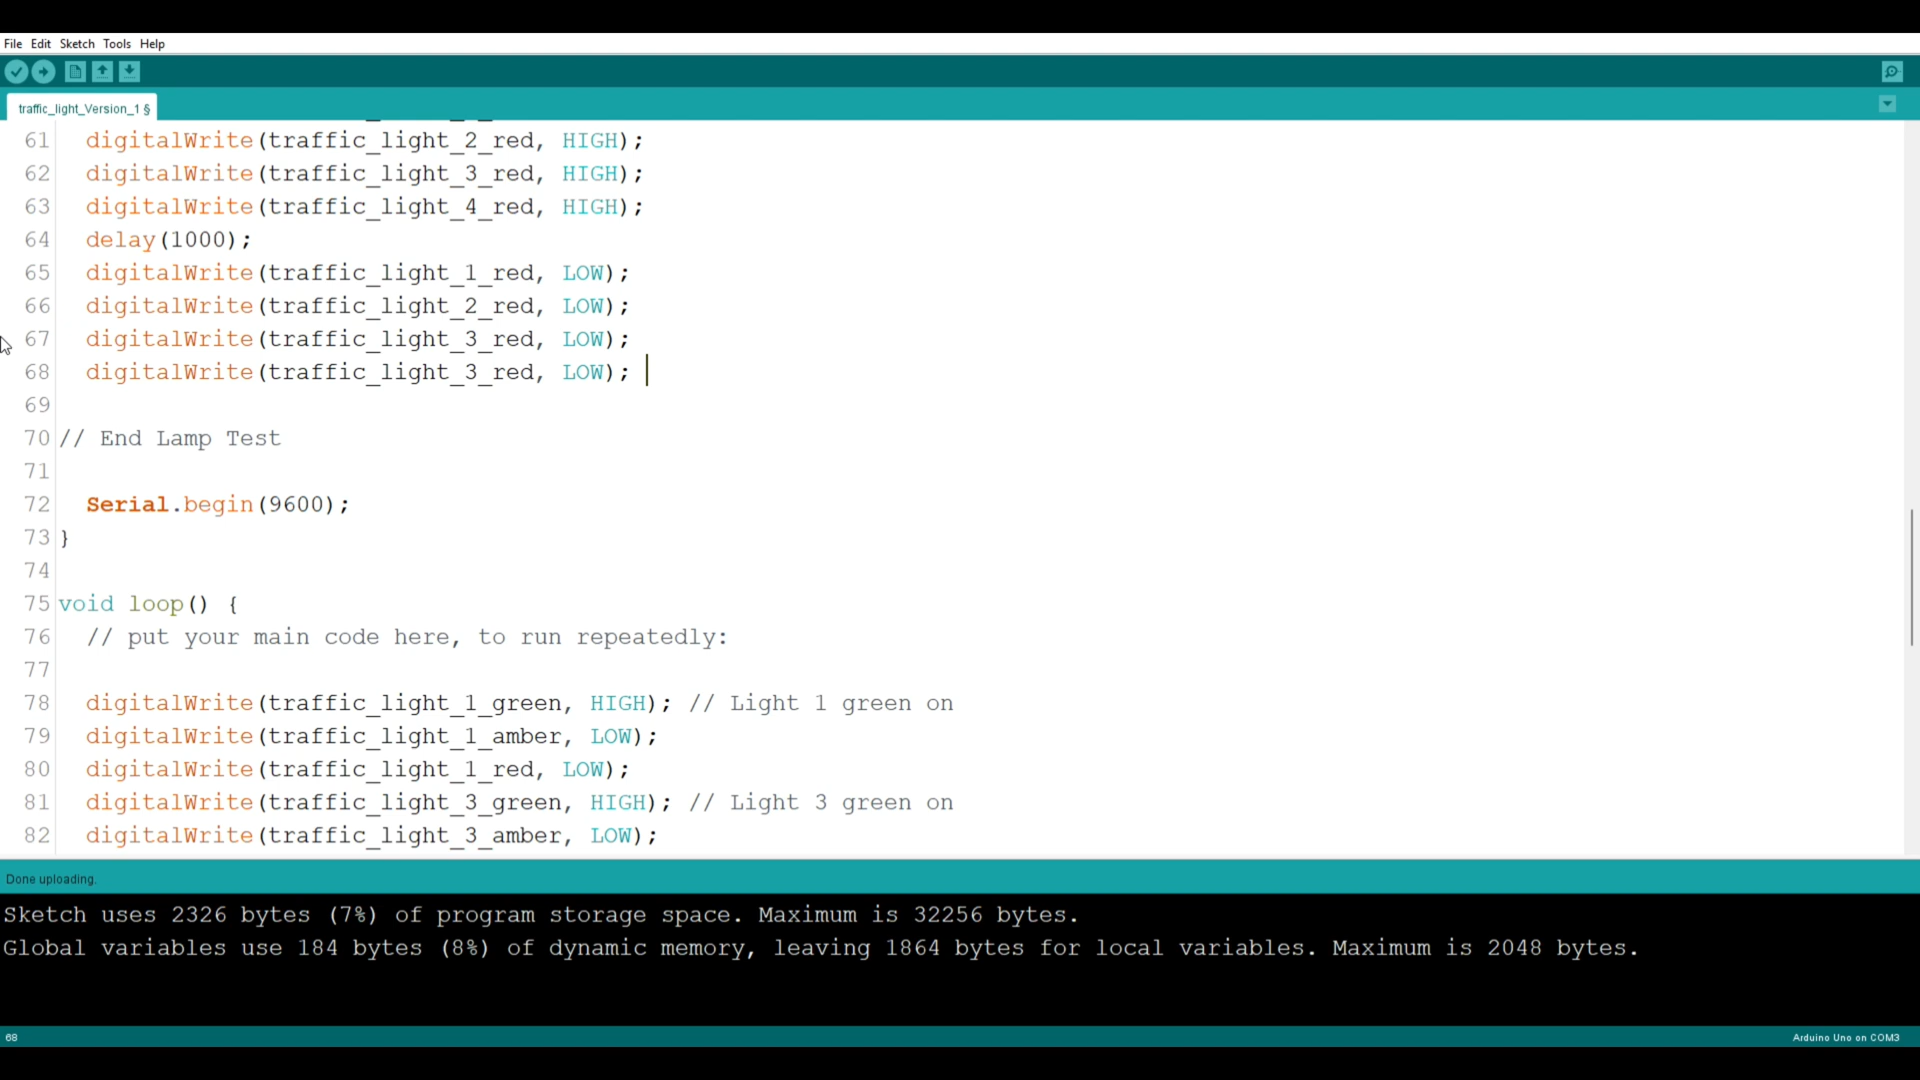 File Edit Sketch Tools Help
traffic_light_Version_1 §
61 digitalWrite(traffic_light_2_red, HIGH);
62 digitalWrite(traffic_light_3_red, HIGH);
63 digitalWrite(traffic_light_4_red, HIGH);
64 delay(1000);
65 digitalWrite(traffic_light_1_red, LOW);
66 digitalWrite(traffic_light_2_red, LOW);
67 digitalWrite(traffic_light_3_red, LOW);
68 digitalWrite(traffic_light_3_red, LOW);
69
70 // End Lamp Test
71
72 Serial.begin(9600);
73 }
74
75 void loop() {
76 // put your main code here, to run repeatedly:
77
78 digitalWrite(traffic_light_1_green, HIGH); // Light 1 green on
79 digitalWrite(traffic_light_1_amber, LOW);
80 digitalWrite(traffic_light_1_red, LOW);
81 digitalWrite(traffic_light_3_green, HIGH); // Light 3 green on
82 digitalWrite(traffic_light_3_amber, LOW);
Done uploading.
Sketch uses 2326 bytes (7%) of program storage space. Maximum is 32256 bytes.
Global variables use 184 bytes (8%) of dynamic memory, leaving 1864 bytes for local variables. Maximum is 2048 bytes.
68 Arduino Uno on COM3